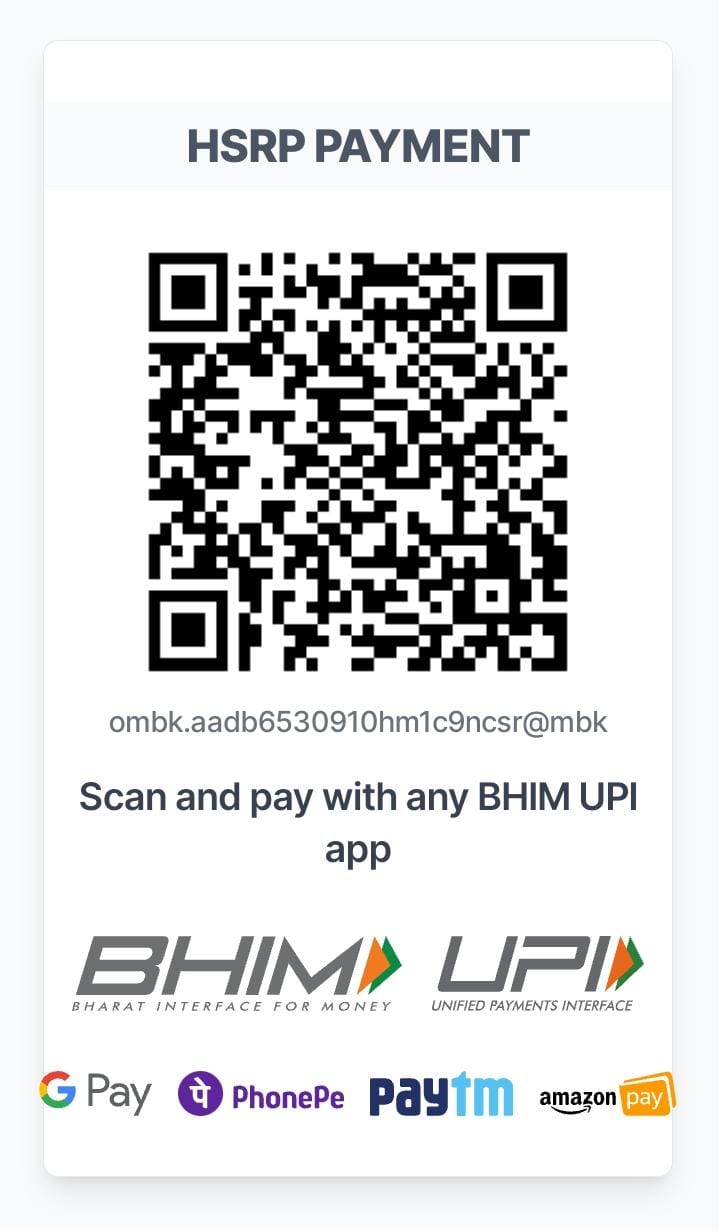 HSRP PAYMENT
ombk.aadb6530910hm1c9ncsr@mbk
Scan and pay with any BHIM UPI
app
BHIM UPI
BHARAT INTERFACE FOR MONEY UNIFIED PAYMENTS INTERFACE
G Pay पे PhonePe paytm amazon pay